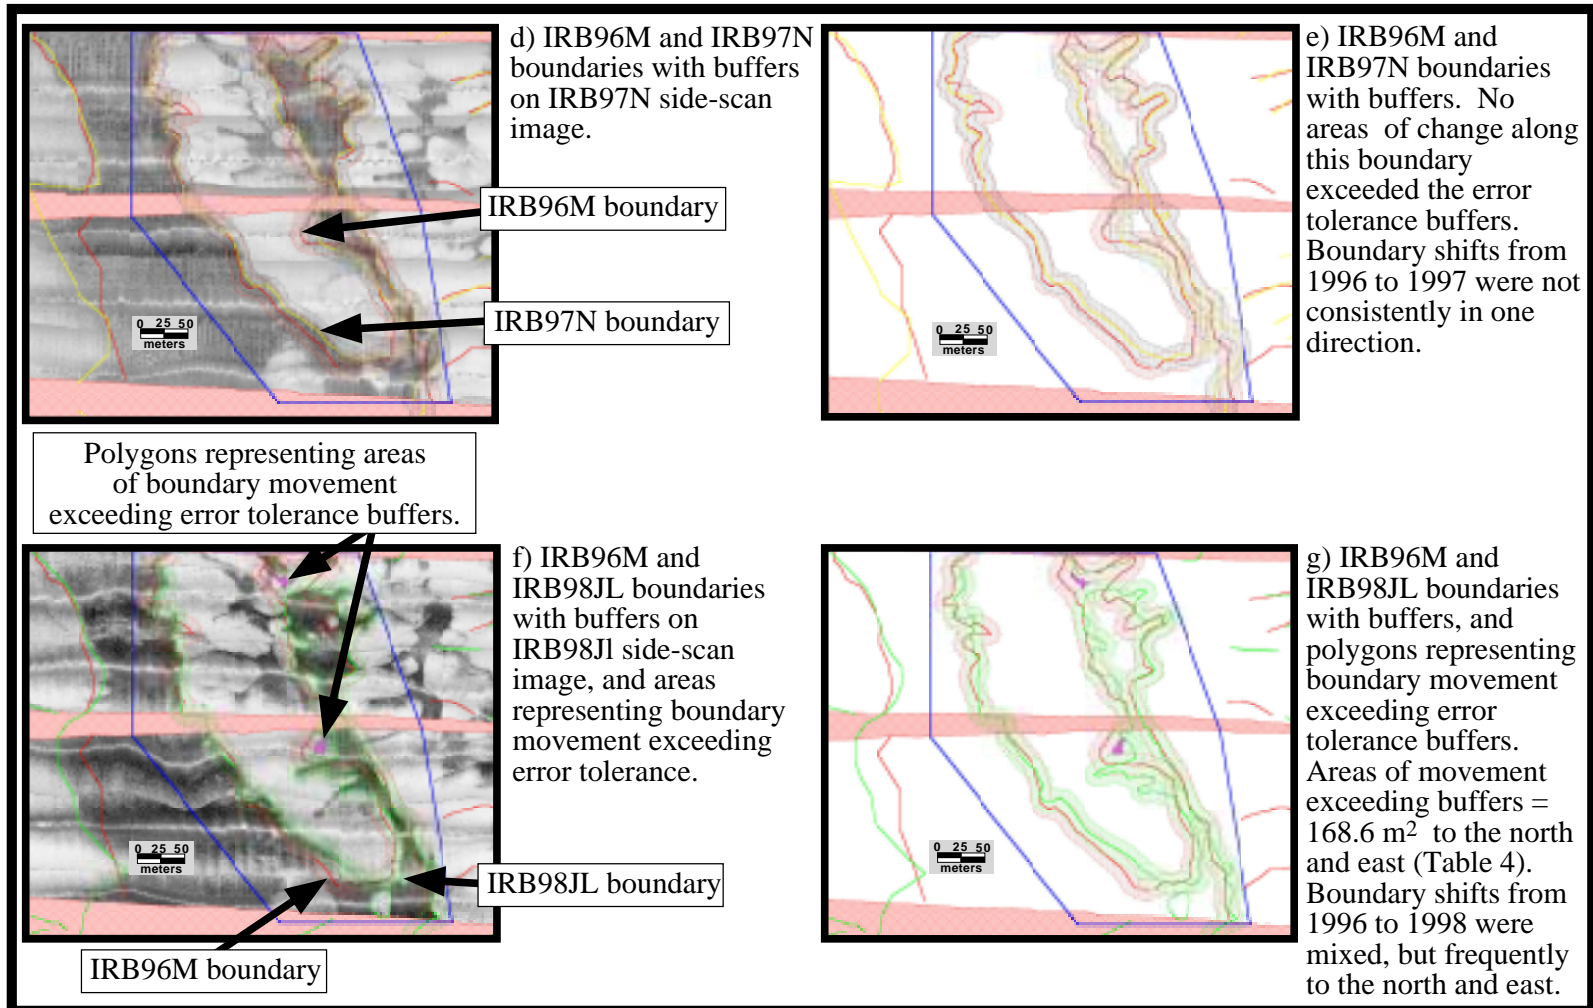 d) IRB96M and IRB97N
boundaries with buffers
on IRB97N side-scan
image.
IRB96M boundary
IRB97N boundary
0 25 50
meters
e) IRB96M and
IRB97N boundaries
with buffers.  No
areas  of change along
this boundary
exceeded the error
tolerance buffers.
Boundary shifts from
1996 to 1997 were not
consistently in one
direction.
0 25 50
meters
Polygons representing areas
of boundary movement
exceeding error tolerance buffers.
f) IRB96M and
IRB98JL boundaries
with buffers on
IRB98Jl side-scan
image, and areas
representing boundary
movement exceeding
error tolerance.
0 25 50
meters
IRB98JL boundary
IRB96M boundary
g) IRB96M and
IRB98JL boundaries
with buffers, and
polygons representing
boundary movement
exceeding error
tolerance buffers.
Areas of movement
exceeding buffers =
168.6 m²  to the north
and east (Table 4).
Boundary shifts from
1996 to 1998 were
mixed, but frequently
to the north and east.
0 25 50
meters